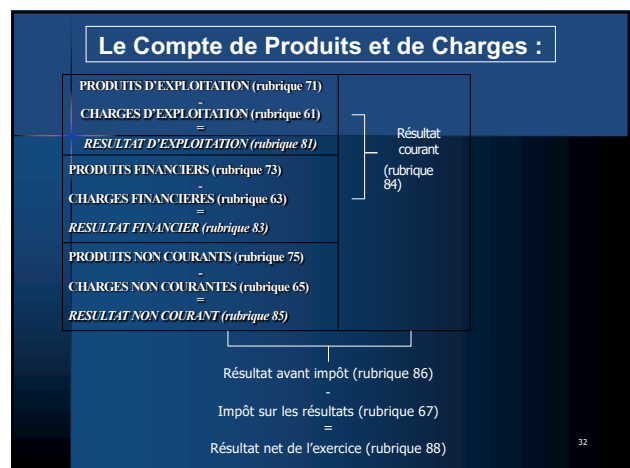 Le Compte de Produits et de Charges :
PRODUITS D'EXPLOITATION (rubrique 71)
-
CHARGES D'EXPLOITATION (rubrique 61)
=
RESULTAT D'EXPLOITATION (rubrique 81)
PRODUITS FINANCIERS (rubrique 73)
-
CHARGES FINANCIERES (rubrique 63)
=
RESULTAT FINANCIER (rubrique 83)
PRODUITS NON COURANTS (rubrique 75)
-
CHARGES NON COURANTES (rubrique 65)
=
RESULTAT NON COURANT (rubrique 85)
Résultat
courant
(rubrique
84)
Résultat avant impôt (rubrique 86)
-
Impôt sur les résultats (rubrique 67)
=
Résultat net de l'exercice (rubrique 88)
32